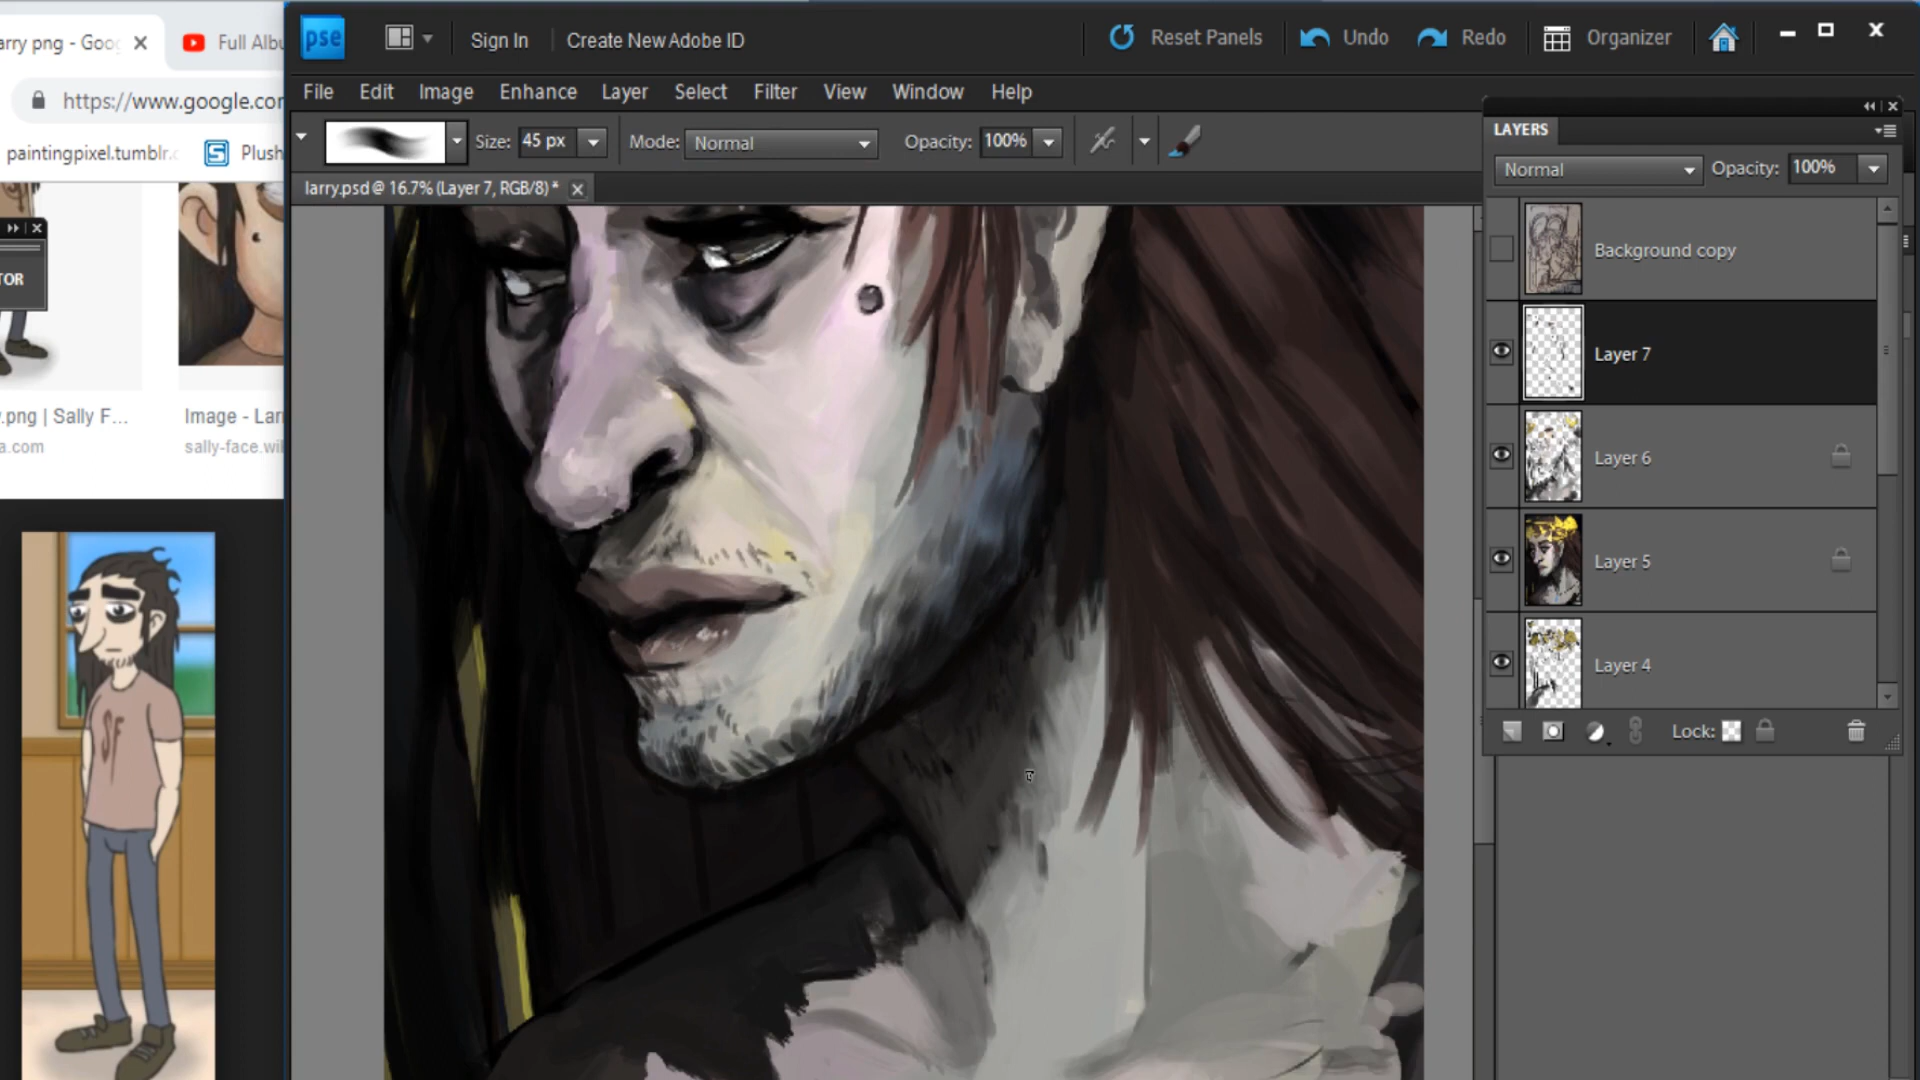 arry png - Goo
Full Albu
https://www.google.cor
paintingpixel.tumblr.c
Plush
TOR
.png | Sally F...
a.com
Image - Lar
sally-face.wi
SF
pse
Sign In
Create New Adobe ID
Reset Panels
Undo
Redo
Organizer
File Edit Image Enhance Layer Select Filter View Window Help
Size: 45 px Mode: Normal Opacity: 100%
larry.psd @ 16.7% (Layer 7, RGB/8) *
LAYERS
Normal Opacity: 100%
Background copy
Layer 7
Layer 6
Layer 5
Layer 4
Lock: